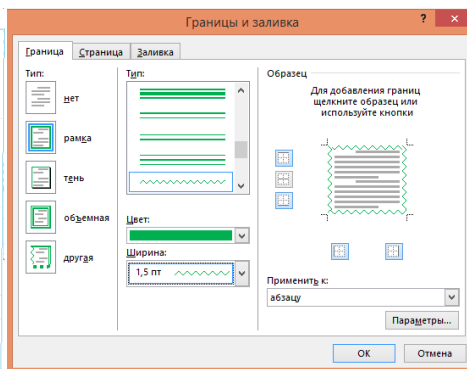 Границы и заливка
?
×
Граница
Страница
Заливка
Тип:
нет
рамка
тень
объемная
другая
Тип:
Цвет:
Ширина:
1,5 пт
Образец
Для добавления границ
щелкните образец или
используйте кнопки
Применить к:
абзацу
Параметры...
ОК
Отмена